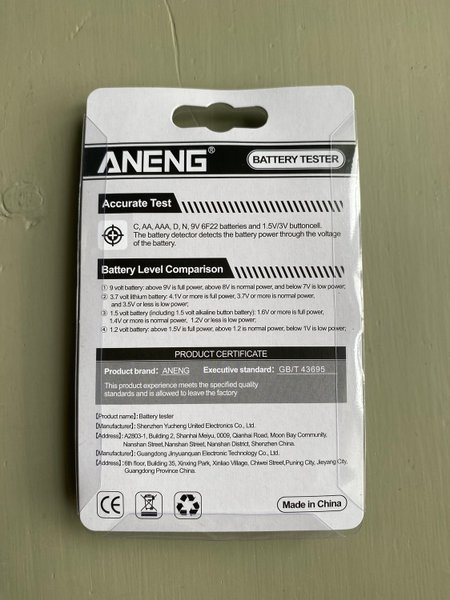 ANENG®
BATTERY TESTER
Accurate Test
C, AA, AAA, D, N, 9V 6F22 batteries and 1.5V/3V buttoncell.
The battery detector detects the battery power through the voltage
of the battery.
Battery Level Comparison
① 9 volt battery: above 9V is full power, above 8V is normal power, and below 7V is low power;
② 3.7 volt lithium battery: 4.1V or more is full power, 3.7V or more is normal power,
and 3.5V or less is low power;
③ 1.5 volt battery (including 1.5 volt alkaline button battery): 1.6V or more is full power,
1.4V or more is normal power, 1.2V or less is low power;
④ 1.2 volt battery: above 1.5V is full power, above 1.2 is normal power, below 1V is low power;
PRODUCT CERTIFICATE
Product brand: ANENG Executive standard: GB/T 43695
This product experience meets the specified quality
standards and is allowed to leave the factory
【Product name】: Battery tester
【Manufacturer】: Shenzhen Yucheng United Electronics Co., Ltd.
【Address】: A2803-1, Building 2, Shanhai Meiyu, 0009, Qianhai Road, Moon Bay Community,
Nanshan Street, Nanshan Street, Nanshan District, Shenzhen China.
【Manufacturer】: Guangdong Jinyuanquan Electronic Technology Co., Ltd.
【Address】: 6th floor, Building 35, Xinxing Park, Xinliao Village, Chiwei Street, Puning City, Jieyang City,
Guangdong Province China.
CE
Made in China